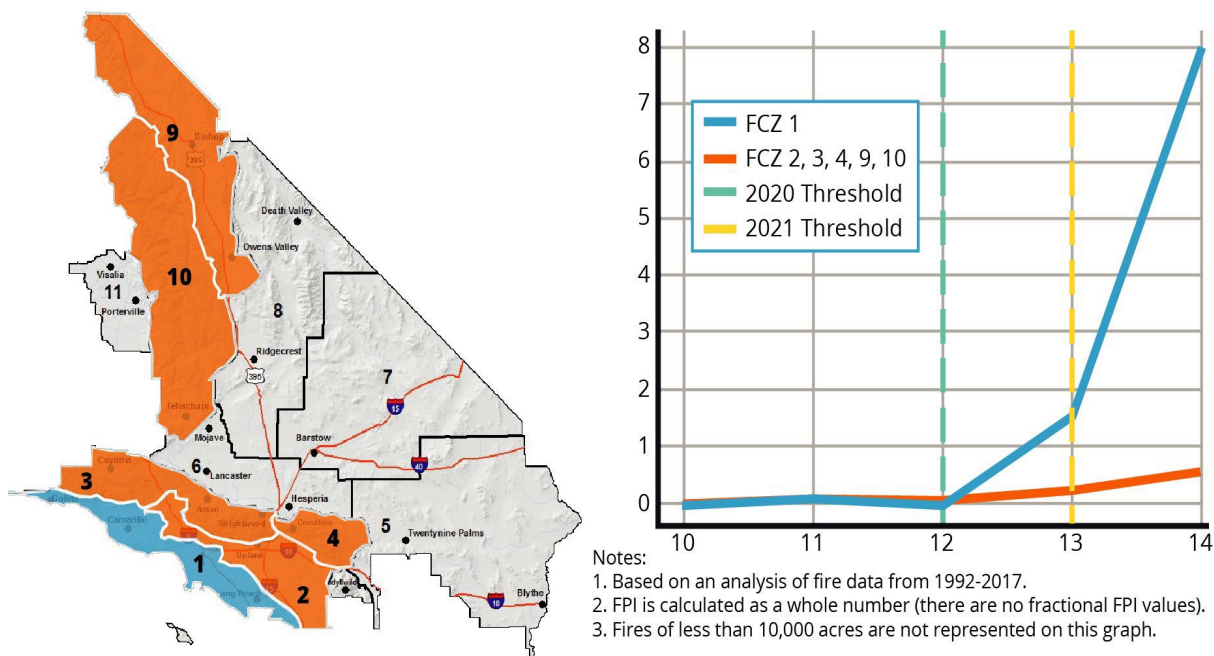 9
Bishop
395
Death Valley
Owens Valley
10
Visalia
11
Porterville
8
Ridgecrest
395
7
15
Tehachapi
Mojave
Barstow
40
6
Lancaster
Cuyama
3
Hesperia
Acton
Wrightwood
Crestline
4
5
Twentynine Palms
Goleta
Camarillo
5
Upland
10
1
Long Beach
15
2
Idyllwild
10
Blythe
8
7
6
5
4
3
2
1
0
FCZ 1
FCZ 2, 3, 4, 9, 10
2020 Threshold
2021 Threshold
10 11 12 13 14
Notes:
1. Based on an analysis of fire data from 1992-2017.
2. FPI is calculated as a whole number (there are no fractional FPI values).
3. Fires of less than 10,000 acres are not represented on this graph.